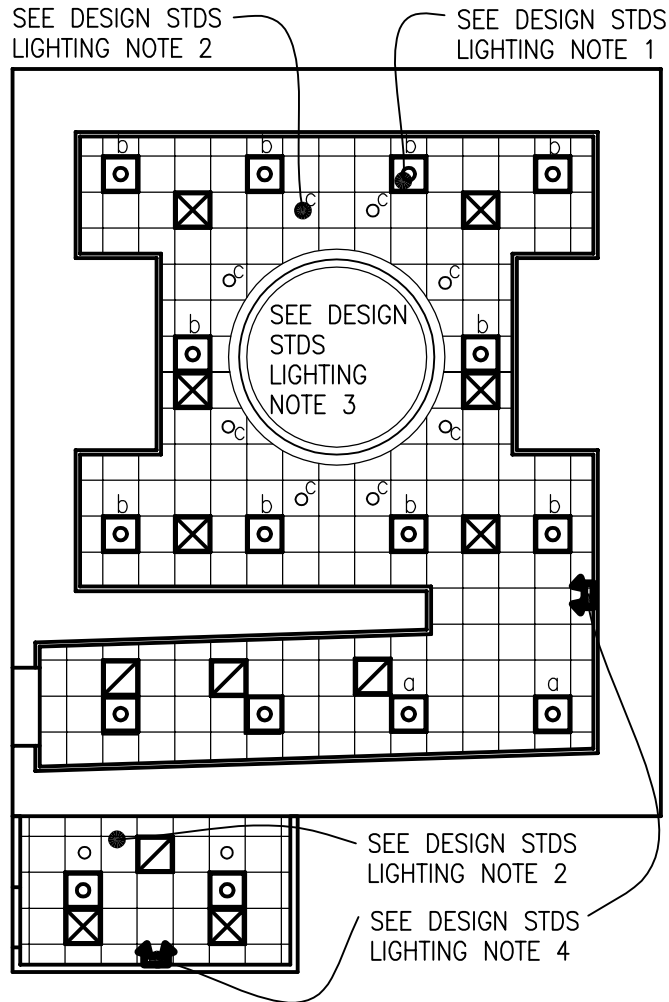 SEE DESIGN STDS
LIGHTING NOTE 2
SEE DESIGN STDS
LIGHTING NOTE 1
b
b
b
b
c
c
c
c
SEE DESIGN
STDS
LIGHTING
NOTE 3
b
b
c
c
c
c
b
b
b
b
a
a
SEE DESIGN STDS
LIGHTING NOTE 2
SEE DESIGN STDS
LIGHTING NOTE 4